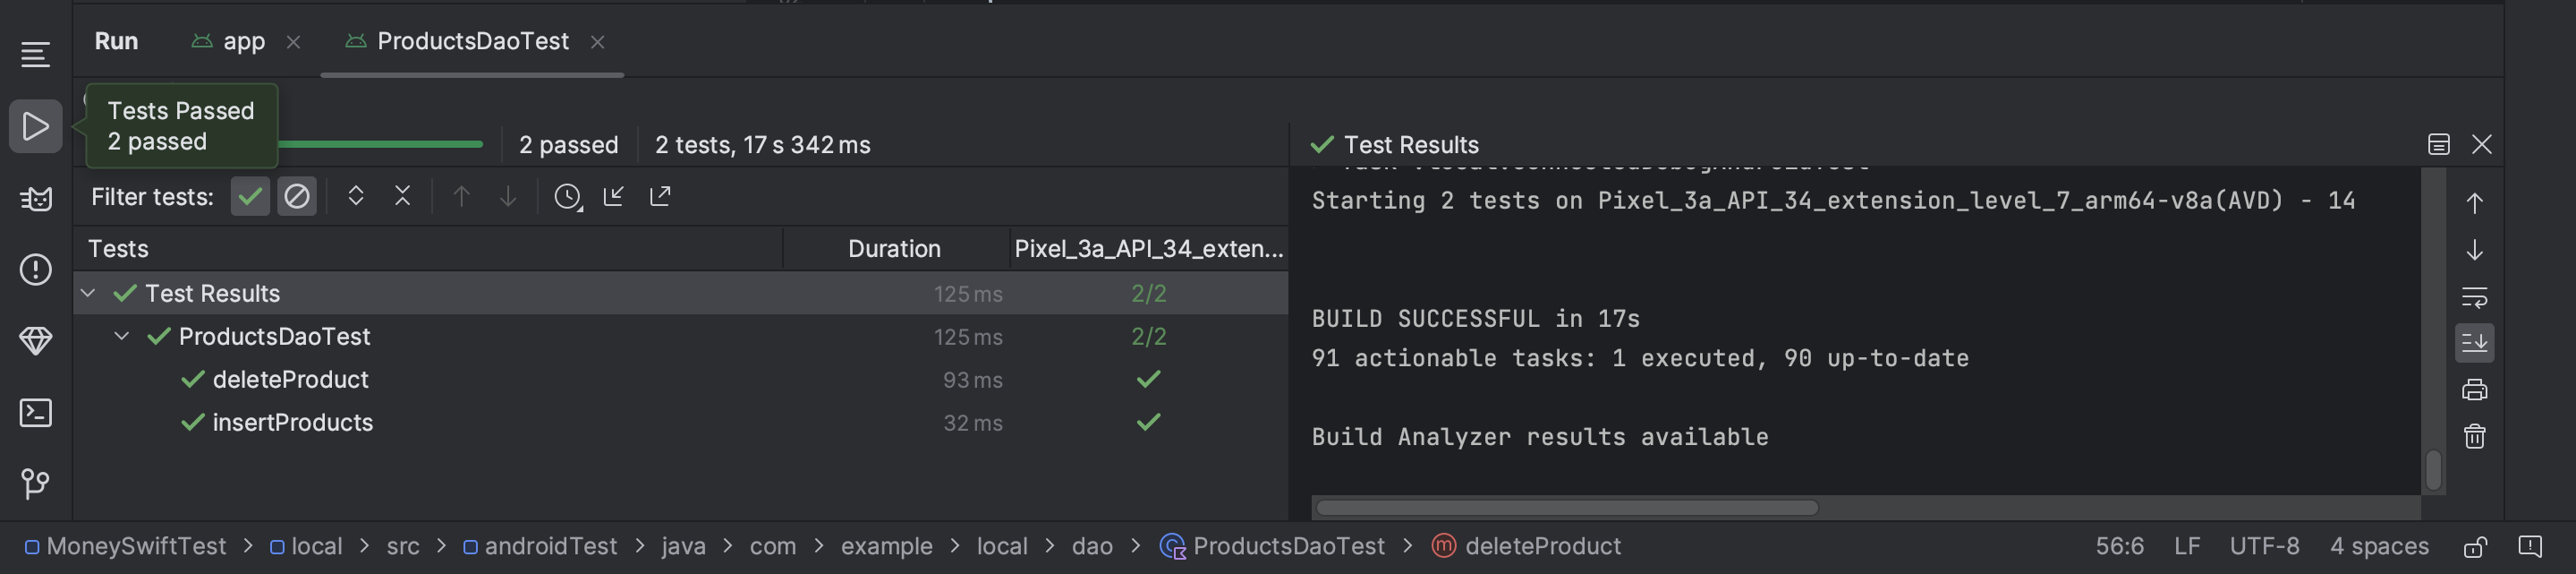 Run app ProductsDaoTest
Tests Passed
2 passed
2 passed 2 tests, 17 s 342 ms
Filter tests:
Tests Duration Pixel_3a_API_34_exten...
Test Results 125 ms 2/2
ProductsDaoTest 125 ms 2/2
deleteProduct 93 ms
insertProducts 32 ms
Test Results
Starting 2 tests on Pixel_3a_API_34_extension_level_7_arm64-v8a(AVD) - 14
BUILD SUCCESSFUL in 17s
91 actionable tasks: 1 executed, 90 up-to-date
Build Analyzer results available
MoneySwiftTest > local > src > androidTest > java > com > example > local > dao > ProductsDaoTest > deleteProduct 56:6 LF UTF-8 4 spaces